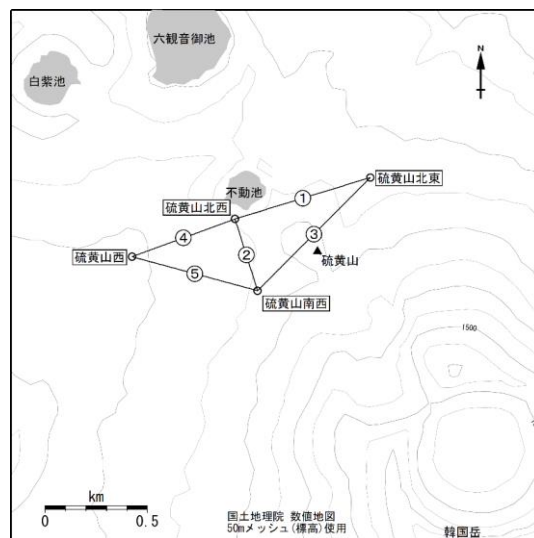 六観音御池
白紫池
N
不動池
①
硫黄山北東
硫黄山北西
④
③
②
硫黄山西
⑤
硫黄山
硫黄山南西
1500
km
0 0.5
国土地理院 数値地図
50mメッシュ(標高)使用
韓国岳